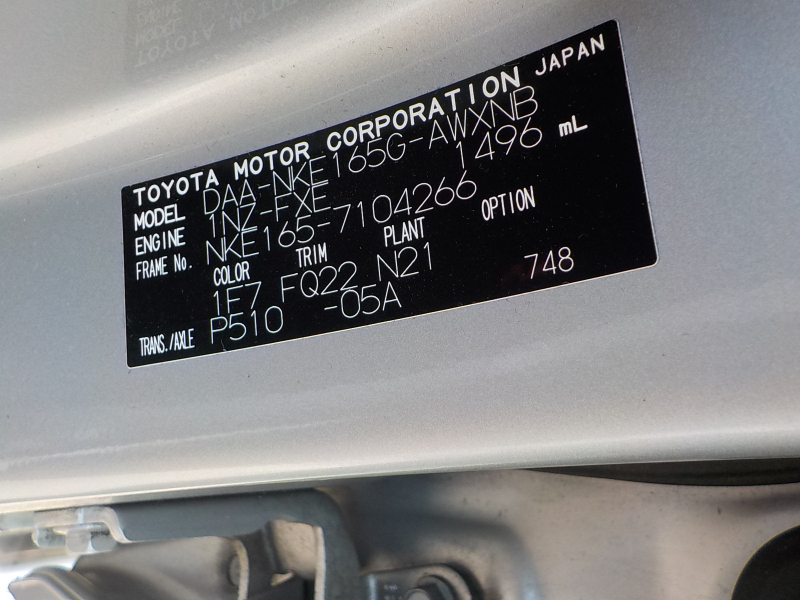 TOYOTA MOTOR CORPORATION JAPAN
MODEL DAA-NKE165G-AWXNB
ENGINE 1NZ-FXE 1496 mL
FRAME No. NKE165-7104266
COLOR TRIM PLANT OPTION
1F7 FQ22 N21 748
TRANS./AXLE P510 -05A